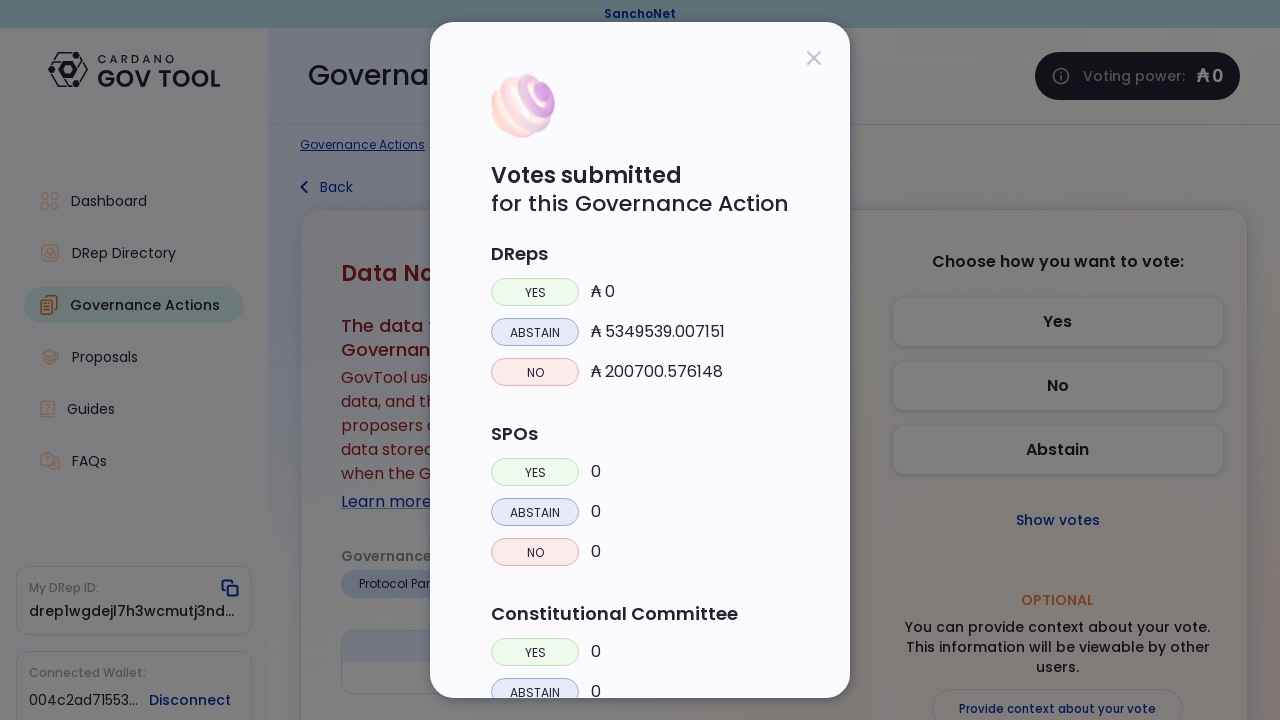 SanchoNet
CARDANO
GOV TOOL
Governa
Voting power: ₳ 0
Governance Actions
Back
Dashboard
DRep Directory
Governance Actions
Proposals
Guides
FAQs
My DRep ID:
drep1wgdejl7h3wcmutj3nd...
Connected Wallet:
004c2ad71553... Disconnect
Data No
The data
Governan
GovTool us
data, and th
proposers
data stored
when the G
Learn more
Governance
Protocol Par
Votes submitted
for this Governance Action
DReps
YES ₳ 0
ABSTAIN ₳ 5349539.007151
NO ₳ 200700.576148
SPOs
YES 0
ABSTAIN 0
NO 0
Constitutional Committee
YES 0
ABSTAIN 0
Choose how you want to vote:
Yes
No
Abstain
Show votes
OPTIONAL
You can provide context about your vote.
This information will be viewable by other
users.
Provide context about your vote